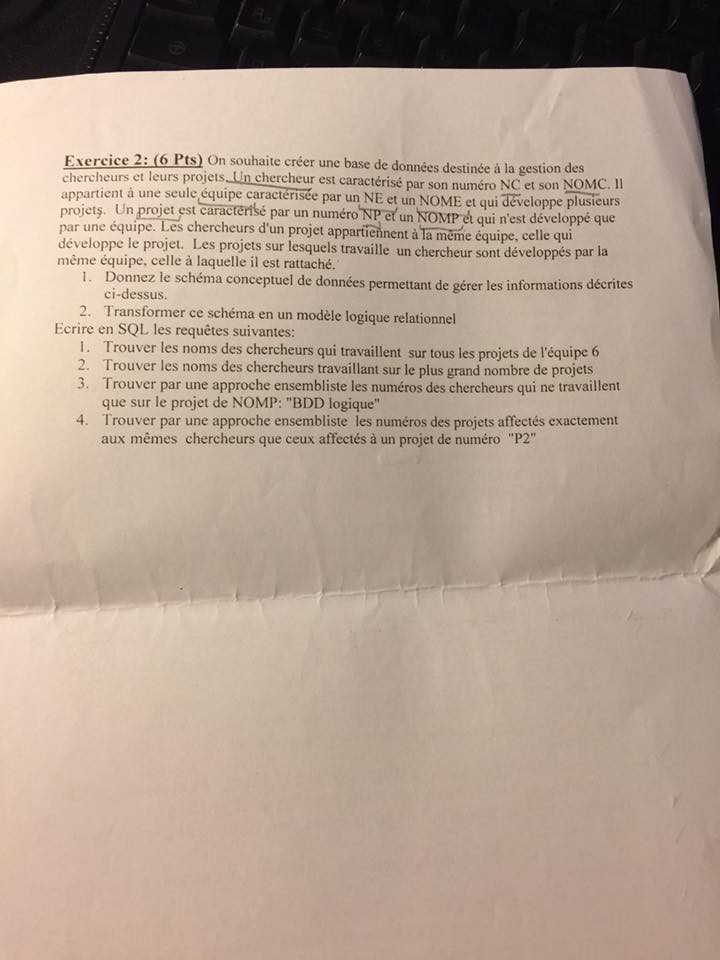 Exercice 2: (6 Pts) On souhaite créer une base de données destinée à la gestion des
chercheurs et leurs projets. Un chercheur est caractérisé par son numéro NC et son NOMC. Il
appartient à une seule équipe caractérisée par un NE et un NOME et qui développe plusieurs
projets. Un projet est caractérisé par un numéro NP et un NOMP et qui n'est développé que
par une équipe. Les chercheurs d'un projet appartiennent à la même équipe, celle qui
développe le projet. Les projets sur lesquels travaille un chercheur sont développés par la
même équipe, celle à laquelle il est rattaché.
1. Donnez le schéma conceptuel de données permettant de gérer les informations décrites
ci-dessus.
2. Transformer ce schéma en un modèle logique relationnel
Ecrire en SQL les requêtes suivantes:
1. Trouver les noms des chercheurs qui travaillent sur tous les projets de l'équipe 6
2. Trouver les noms des chercheurs travaillant sur le plus grand nombre de projets
3. Trouver par une approche ensembliste les numéros des chercheurs qui ne travaillent
que sur le projet de NOMP: "BDD logique"
4. Trouver par une approche ensembliste les numéros des projets affectés exactement
aux mêmes chercheurs que ceux affectés à un projet de numéro "P2"